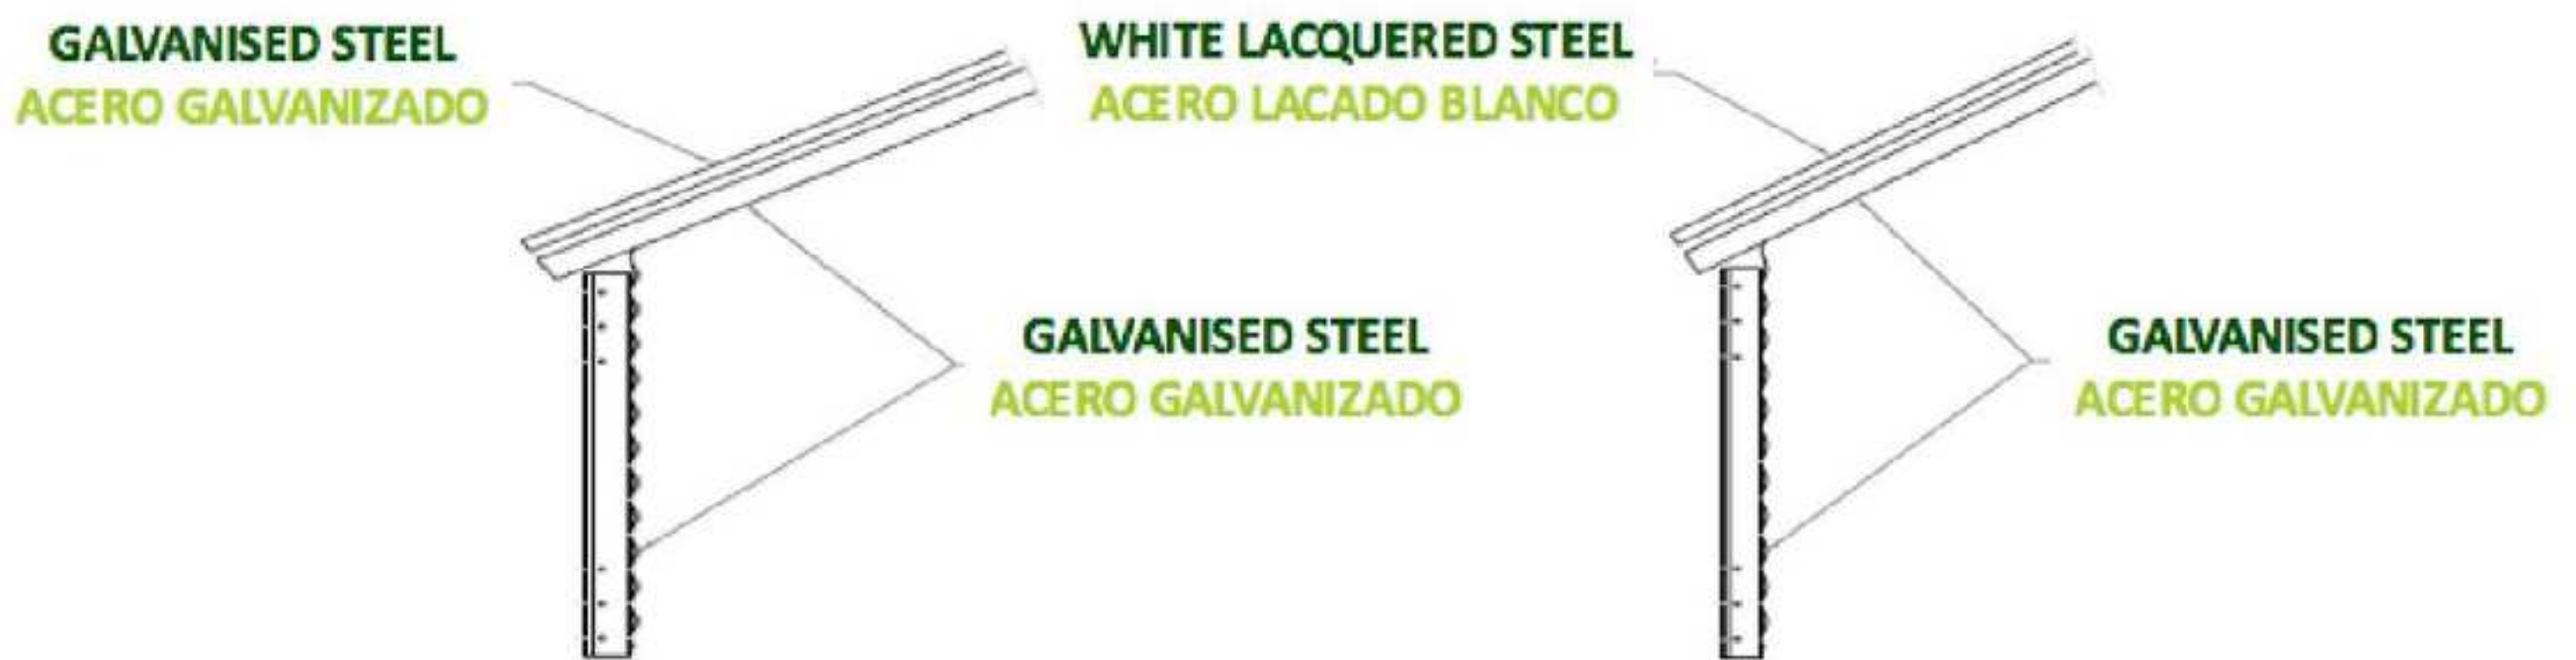 GALVANISED STEEL
ACERO GALVANIZADO
WHITE LACQUERED STEEL
ACERO LACADO BLANCO
GALVANISED STEEL
ACERO GALVANIZADO
GALVANISED STEEL
ACERO GALVANIZADO